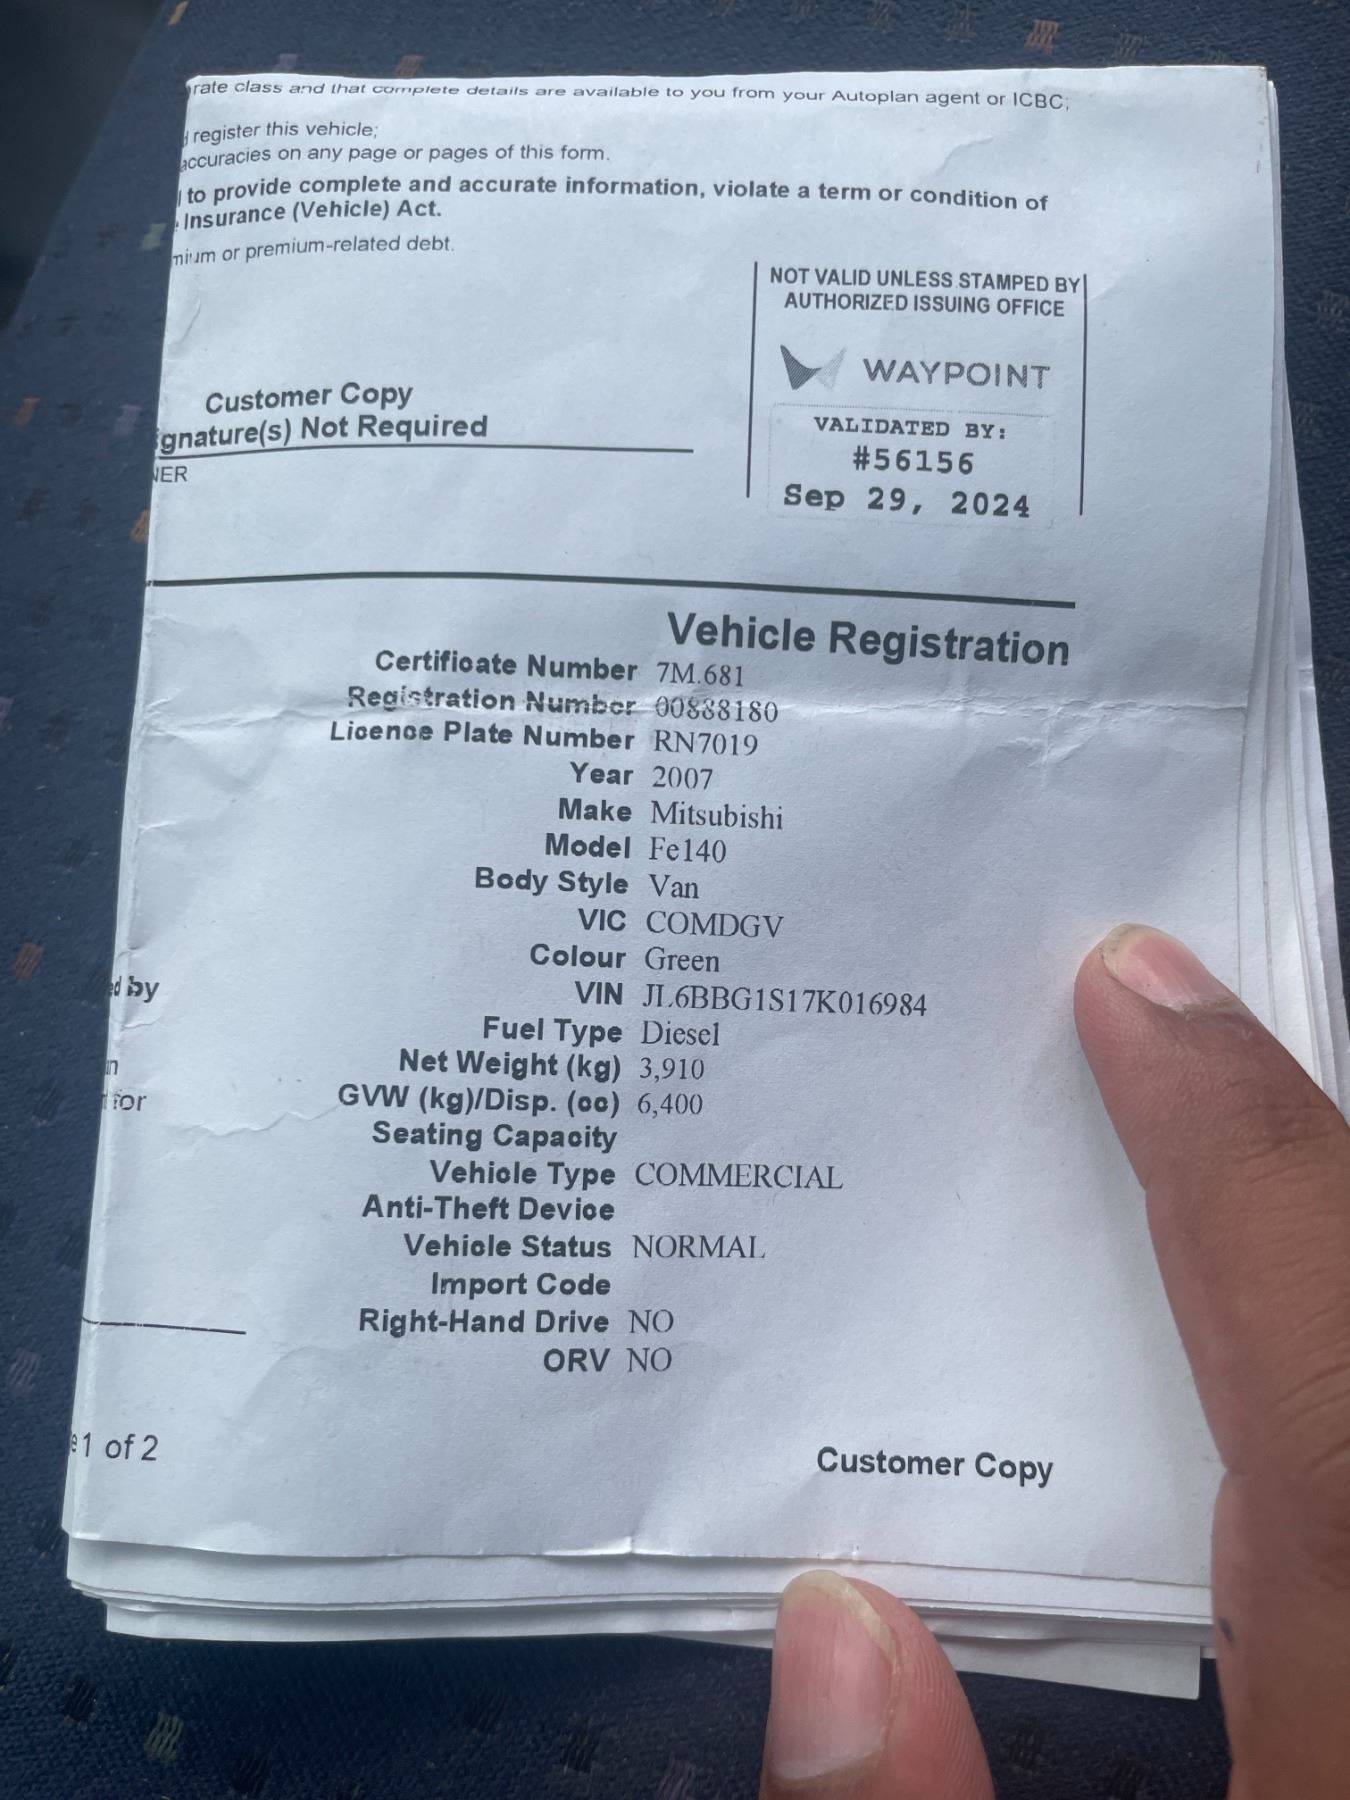 rate class and that complete details are available to you from your Autoplan agent or ICBC;
register this vehicle;
accuracies on any page or pages of this form.
to provide complete and accurate information, violate a term or condition of
Insurance (Vehicle) Act.
mium or premium-related debt.
NOT VALID UNLESS STAMPED BY
AUTHORIZED ISSUING OFFICE
WAYPOINT
VALIDATED BY:
#56156
Sep 29, 2024
Customer Copy
gnature(s) Not Required
NER
Vehicle Registration
Certificate Number 7M.681
Registration Number 00888180
Licence Plate Number RN7019
Year 2007
Make Mitsubishi
Model Fe140
Body Style Van
VIC COMDGV
Colour Green
VIN JL6BBG1S17K016984
Fuel Type Diesel
Net Weight (kg) 3,910
GVW (kg)/Disp. (cc) 6,400
Seating Capacity
Vehicle Type COMMERCIAL
Anti-Theft Device
Vehicle Status NORMAL
Import Code
Right-Hand Drive NO
ORV NO
ed by
n
for
e 1 of 2
Customer Copy